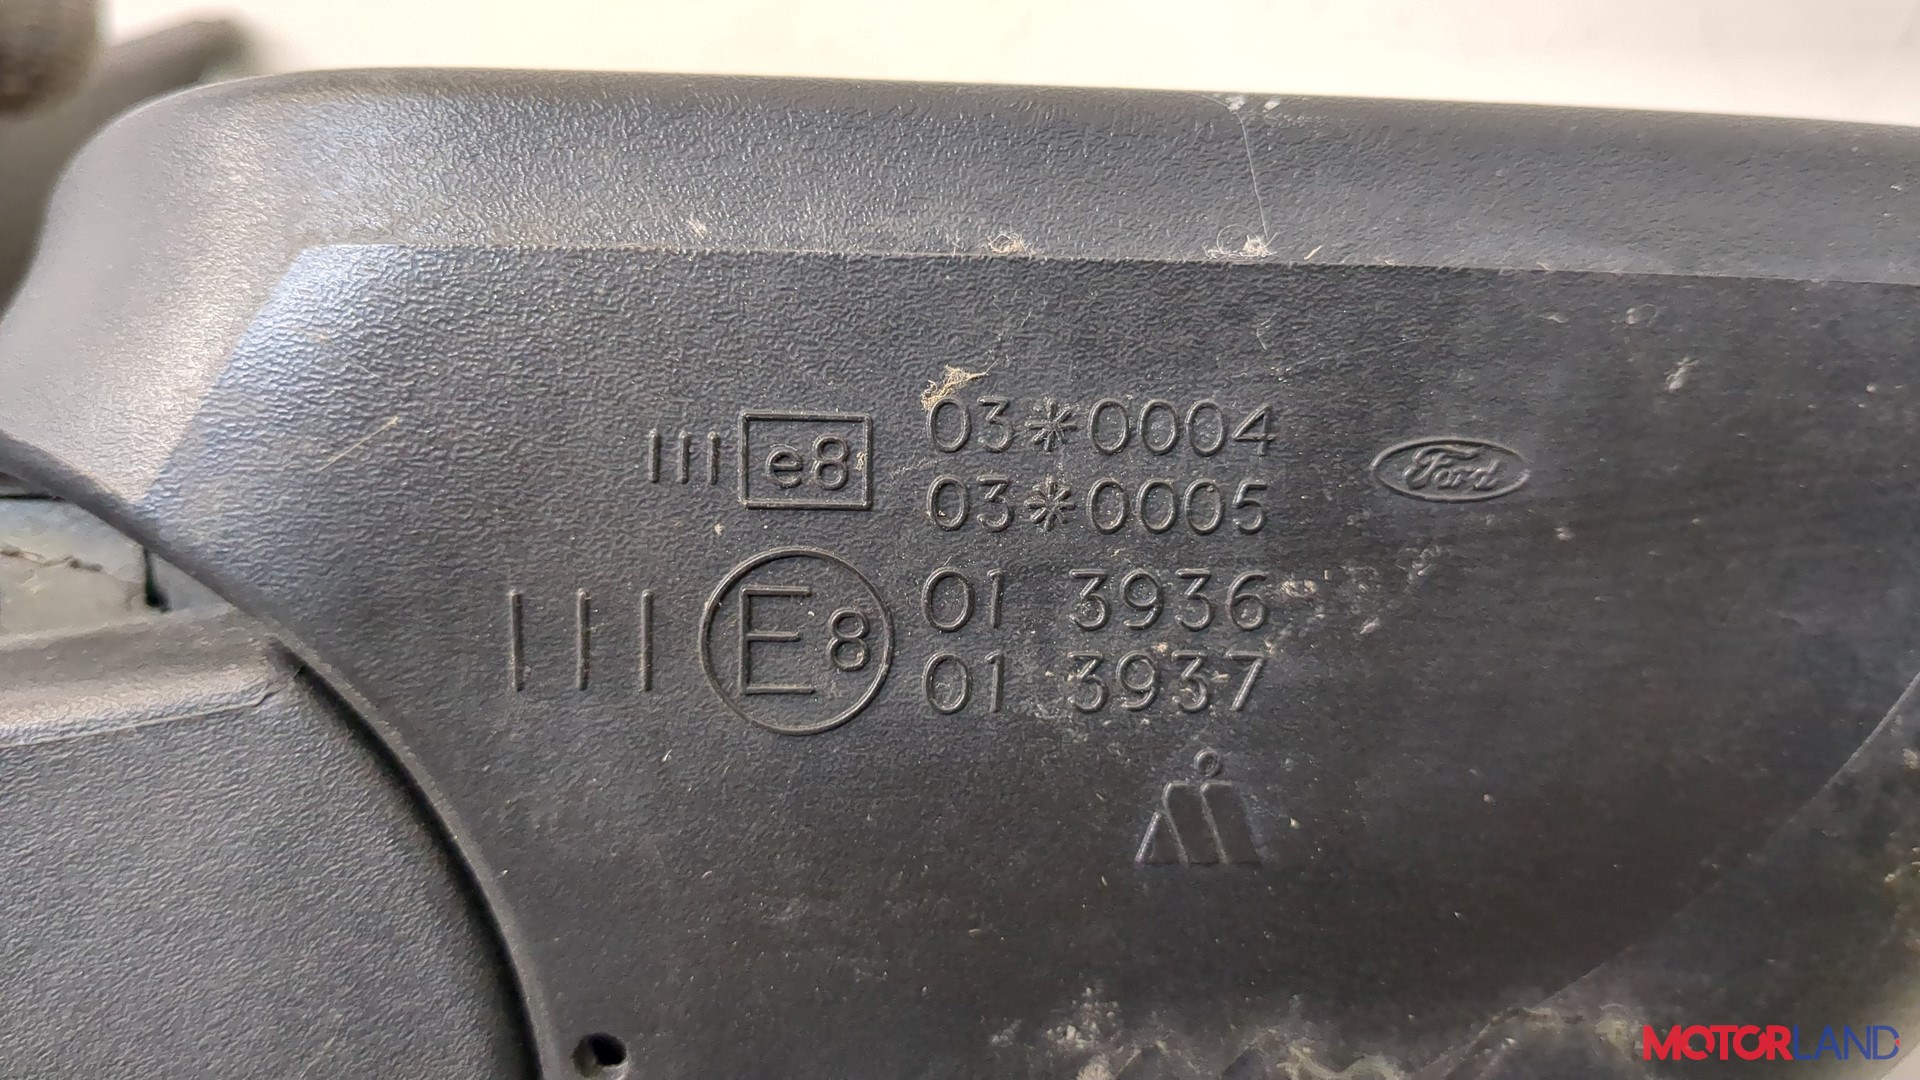 III e8 03*0004
03*0005
Ford
III E8 01 3936
01 3937
MOTORLAND